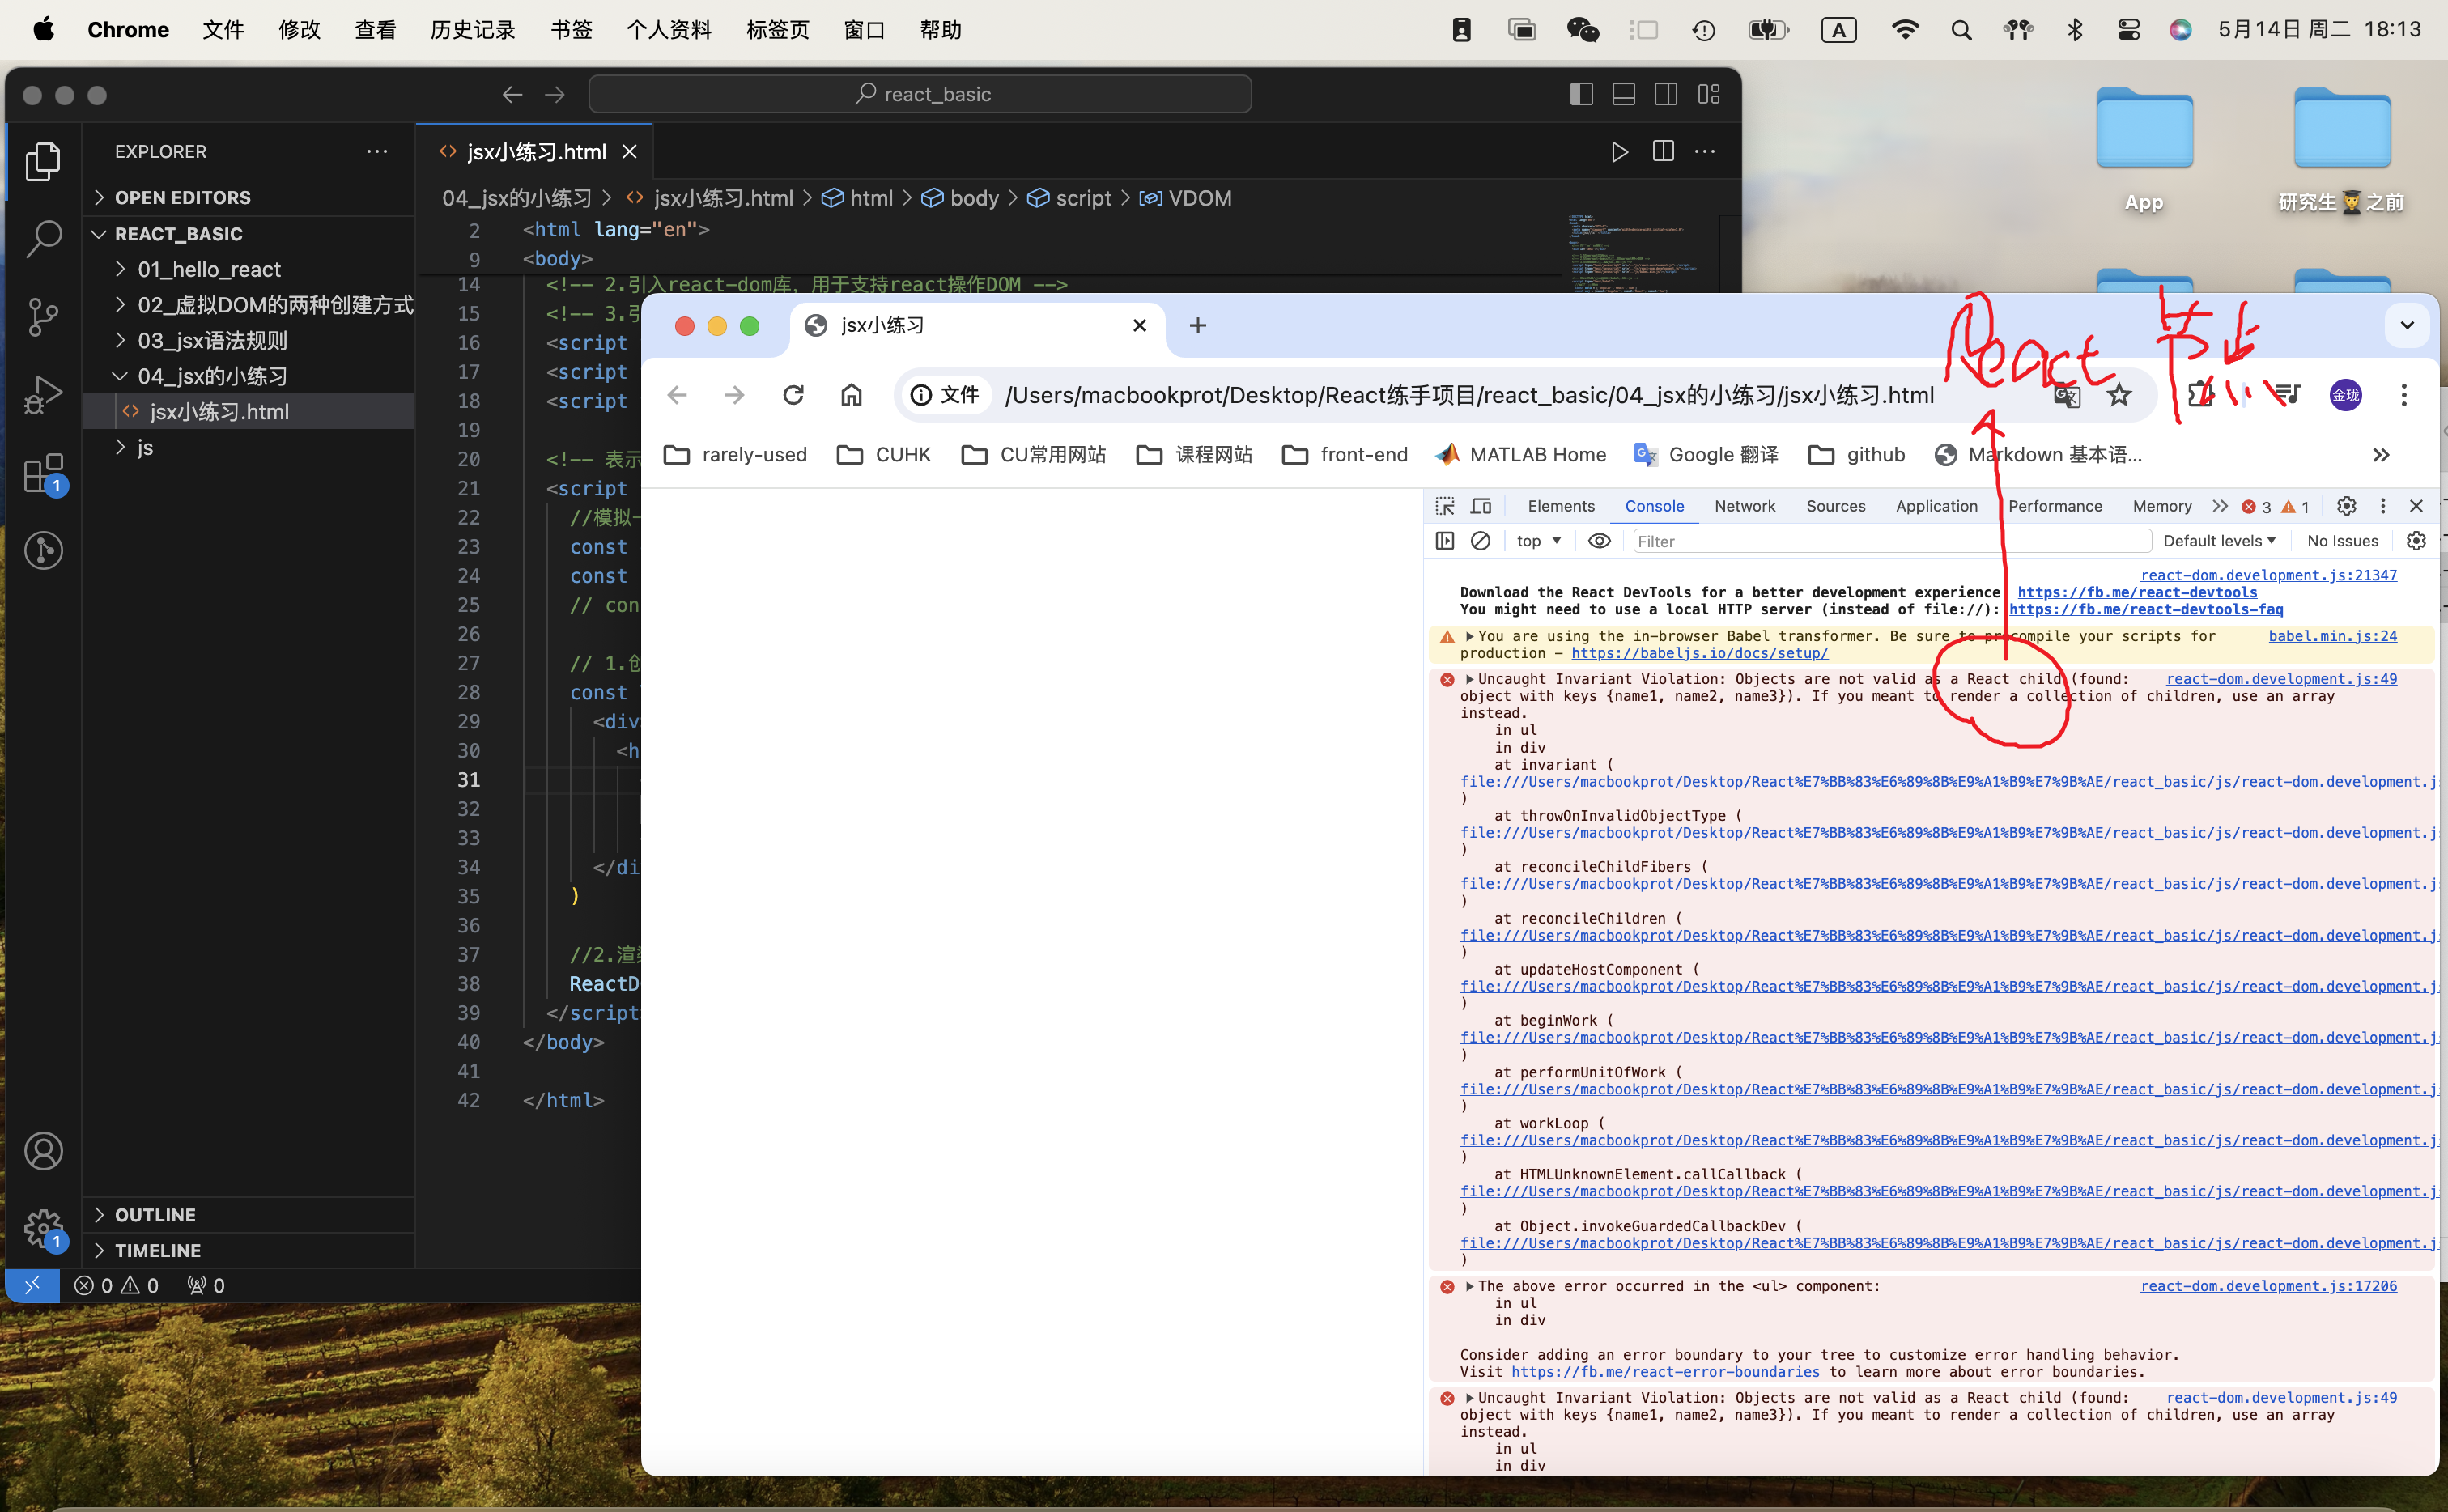 Chrome 文件 修改 查看 历史记录 书签 个人资料 标签页 窗口 帮助
A 5月14日 周二 18:13
react_basic
App
研究生 之前
EXPLORER
jsx小练习.html
OPEN EDITORS
04_jsx的小练习 > jsx小练习.html > html > body > script > VDOM
REACT_BASIC
01_hello_react
02_虚拟DOM的两种创建方式
03_jsx语法规则
04_jsx的小练习
jsx小练习.html
js
1
OUTLINE
TIMELINE
1
0 0 0
2 <html lang="en">
9 <body>
14 <!-- 2.引入react-dom库，用于支持react操作DOM -->
15 <!-- 3.引
16 <script
17 <script
18 <script
19
20 <!-- 表示
21 <script
22 //模拟一
23 const
24 const
25 // con
26
27 // 1.创
28 const
29 <div
30 <h
31
32
33
34 </di
35 )
36
37 //2.渲染
38 ReactD
39 </script
40 </body>
41
42 </html>
React 节点
jsx小练习
文件 /Users/macbookprot/Desktop/React练手项目/react_basic/04_jsx的小练习/jsx小练习.html
金珑
rarely-used CUHK CU常用网站 课程网站 front-end MATLAB Home Google 翻译 github Markdown 基本语...
Elements Console Network Sources Application Performance Memory 3 1
top Filter Default levels No Issues
react-dom.development.js:21347
Download the React DevTools for a better development experience: https://fb.me/react-devtools
You might need to use a local HTTP server (instead of file://): https://fb.me/react-devtools-faq
You are using the in-browser Babel transformer. Be sure to precompile your scripts for babel.min.js:24
production - https://babeljs.io/docs/setup/
Uncaught Invariant Violation: Objects are not valid as a React child (found: react-dom.development.js:49
object with keys {name1, name2, name3}). If you meant to render a collection of children, use an array
instead.
in ul
in div
at invariant (
file:///Users/macbookprot/Desktop/React%E7%BB%83%E6%89%8B%E9%A1%B9%E7%9B%AE/react_basic/js/react-dom.development.j
)
at throwOnInvalidObjectType (
file:///Users/macbookprot/Desktop/React%E7%BB%83%E6%89%8B%E9%A1%B9%E7%9B%AE/react_basic/js/react-dom.development.j
)
at reconcileChildFibers (
file:///Users/macbookprot/Desktop/React%E7%BB%83%E6%89%8B%E9%A1%B9%E7%9B%AE/react_basic/js/react-dom.development.j
)
at reconcileChildren (
file:///Users/macbookprot/Desktop/React%E7%BB%83%E6%89%8B%E9%A1%B9%E7%9B%AE/react_basic/js/react-dom.development.j
)
at updateHostComponent (
file:///Users/macbookprot/Desktop/React%E7%BB%83%E6%89%8B%E9%A1%B9%E7%9B%AE/react_basic/js/react-dom.development.j
)
at beginWork (
file:///Users/macbookprot/Desktop/React%E7%BB%83%E6%89%8B%E9%A1%B9%E7%9B%AE/react_basic/js/react-dom.development.j
)
at performUnitOfWork (
file:///Users/macbookprot/Desktop/React%E7%BB%83%E6%89%8B%E9%A1%B9%E7%9B%AE/react_basic/js/react-dom.development.j
)
at workLoop (
file:///Users/macbookprot/Desktop/React%E7%BB%83%E6%89%8B%E9%A1%B9%E7%9B%AE/react_basic/js/react-dom.development.j
)
at HTMLUnknownElement.callCallback (
file:///Users/macbookprot/Desktop/React%E7%BB%83%E6%89%8B%E9%A1%B9%E7%9B%AE/react_basic/js/react-dom.development.j
)
at Object.invokeGuardedCallbackDev (
file:///Users/macbookprot/Desktop/React%E7%BB%83%E6%89%8B%E9%A1%B9%E7%9B%AE/react_basic/js/react-dom.development.j
)
The above error occurred in the <ul> component: react-dom.development.js:17206
in ul
in div
Consider adding an error boundary to your tree to customize error handling behavior.
Visit https://fb.me/react-error-boundaries to learn more about error boundaries.
Uncaught Invariant Violation: Objects are not valid as a React child (found: react-dom.development.js:49
object with keys {name1, name2, name3}). If you meant to render a collection of children, use an array
instead.
in ul
in div